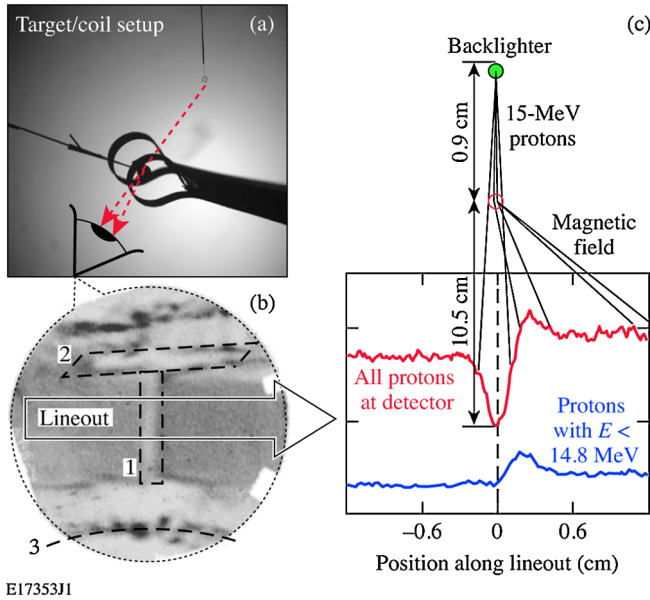 Target/coil setup
(a)
(b)
2
Lineout
1
3
E17353J1
(c)
Backlighter
0.9 cm
15-MeV
protons
Magnetic
field
10.5 cm
All protons
at detector
Protons
with E <
14.8 MeV
–0.6
0
0.6
Position along lineout (cm)